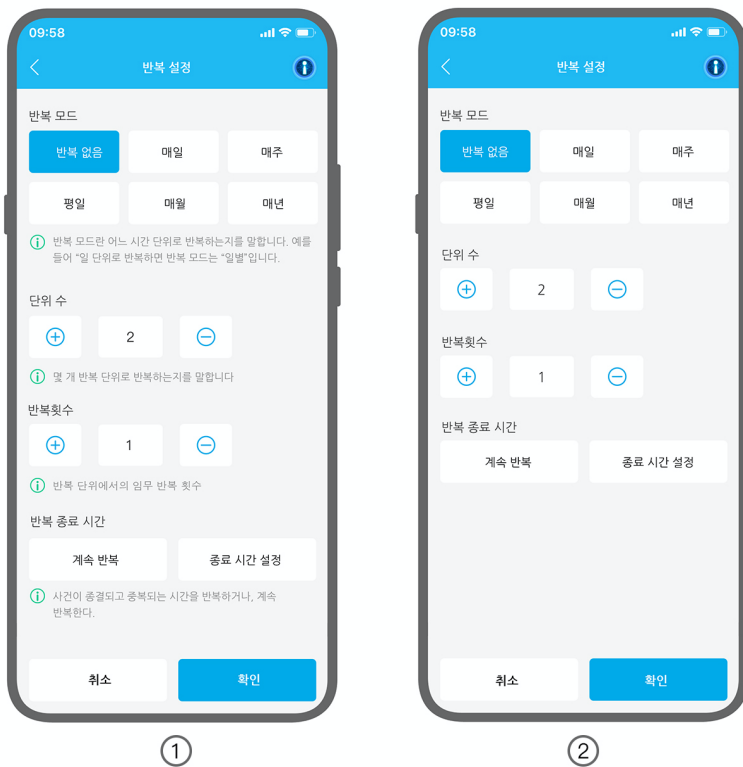 09:58
반복 설정
반복 모드
반복 없음
매일
매주
평일
매월
매년
반복 모드란 어느 시간 단위로 반복하는지를 말합니다. 예를
들어 “일 단위로 반복하면 반복 모드는 “일별”입니다.
단위 수
2
몇 개 반복 단위로 반복하는지를 말합니다
반복횟수
1
반복 단위에서의 임무 반복 횟수
반복 종료 시간
계속 반복
종료 시간 설정
사건이 종결되고 중복되는 시간을 반복하거나, 계속
반복한다.
취소
확인
①
09:58
반복 설정
반복 모드
반복 없음
매일
매주
평일
매월
매년
단위 수
2
반복횟수
1
반복 종료 시간
계속 반복
종료 시간 설정
취소
확인
②